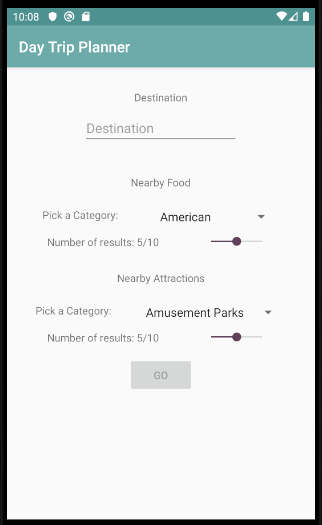 10:08
Day Trip Planner
Destination
Destination
Nearby Food
Pick a Category: American
Number of results: 5/10
Nearby Attractions
Pick a Category: Amusement Parks
Number of results: 5/10
GO